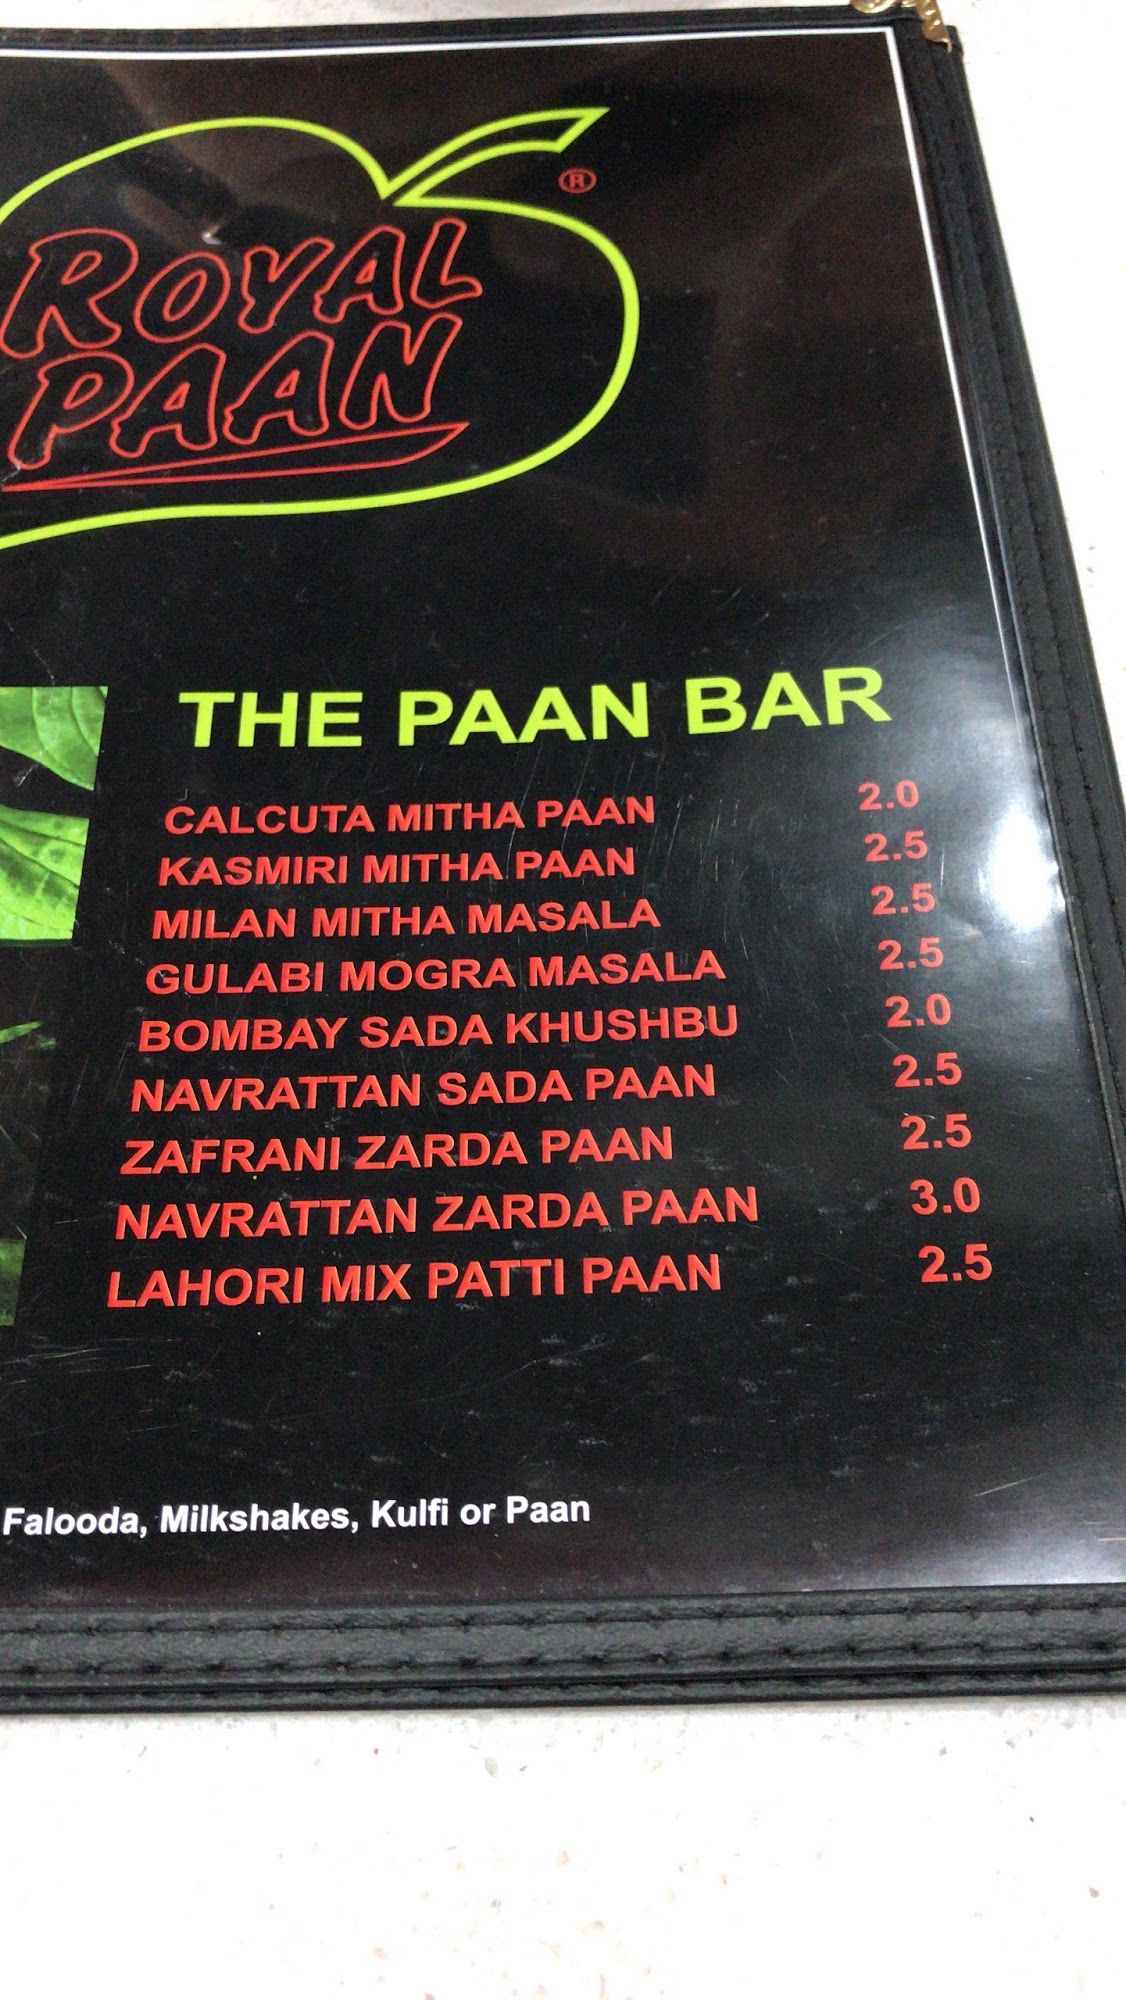 ROYAL
PAAN
®
THE PAAN BAR
CALCUTA MITHA PAAN 2.0
KASMIRI MITHA PAAN 2.5
MILAN MITHA MASALA 2.5
GULABI MOGRA MASALA 2.5
BOMBAY SADA KHUSHBU 2.0
NAVRATTAN SADA PAAN 2.5
ZAFRANI ZARDA PAAN 2.5
NAVRATTAN ZARDA PAAN 3.0
LAHORI MIX PATTI PAAN 2.5
Falooda, Milkshakes, Kulfi or Paan